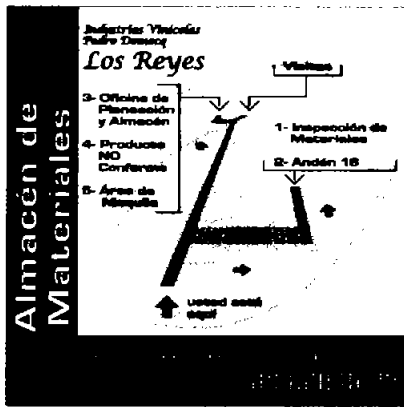 Industrias Vinícolas
Pedro Domecq
Los Reyes
Visitas
3- Oficina de
Planeación
y Almacén
4- Producto
NO
Conforme
5- Área de
Maquila
1- Inspección de
Materiales
2- Andén 16
usted está
aquí
Almacén de
Materiales